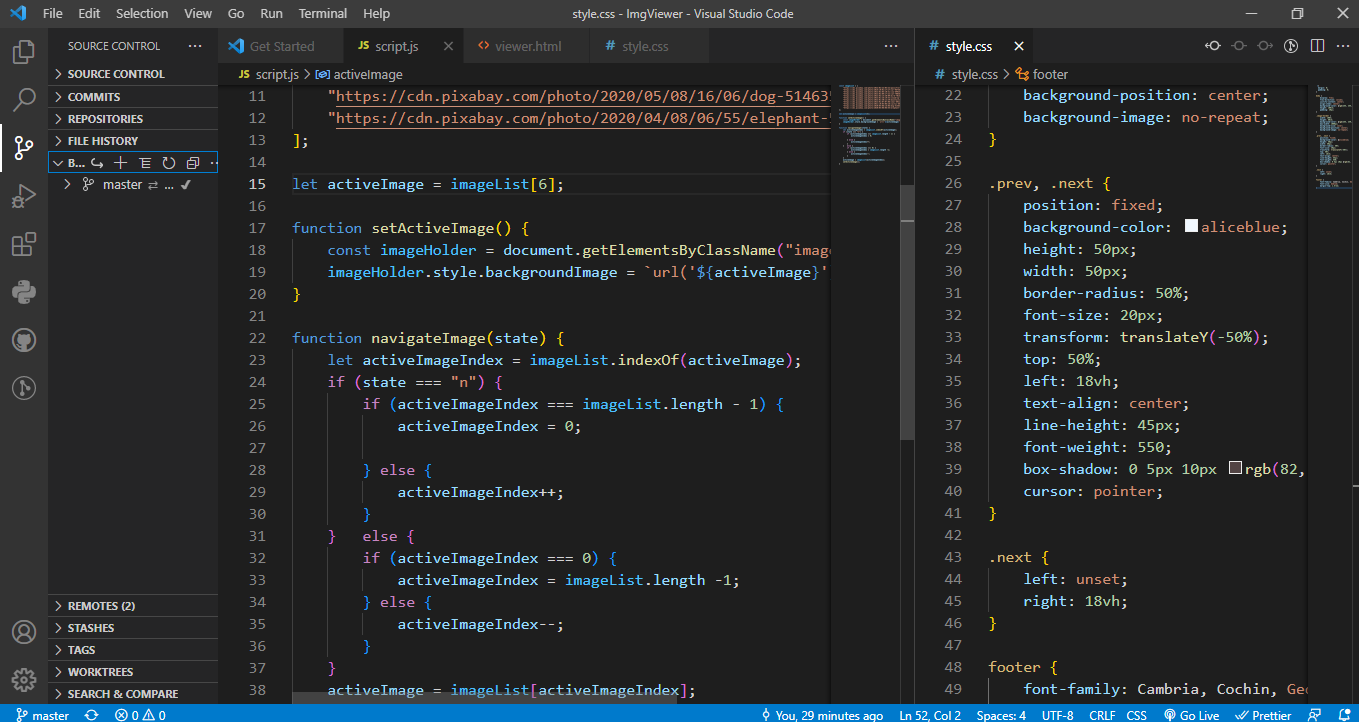 File Edit Selection View Go Run Terminal Help style.css - ImgViewer - Visual Studio Code
SOURCE CONTROL ...
SOURCE CONTROL
COMMITS
REPOSITORIES
FILE HISTORY
B...
master ⇄ ... ✓
REMOTES (2)
STASHES
TAGS
WORKTREES
SEARCH & COMPARE
Get Started JS script.js <> viewer.html # style.css ...
JS script.js > activeImage
11 "https://cdn.pixabay.com/photo/2020/05/08/16/06/dog-51463
12 "https://cdn.pixabay.com/photo/2020/04/08/06/55/elephant-
13 ];
14
15 let activeImage = imageList[6];
16
17 function setActiveImage() {
18 const imageHolder = document.getElementsByClassName("imag
19 imageHolder.style.backgroundImage = `url('${activeImage}'
20 }
21
22 function navigateImage(state) {
23 let activeImageIndex = imageList.indexOf(activeImage);
24 if (state === "n") {
25 if (activeImageIndex === imageList.length - 1) {
26 activeImageIndex = 0;
27
28 } else {
29 activeImageIndex++;
30 }
31 } else {
32 if (activeImageIndex === 0) {
33 activeImageIndex = imageList.length -1;
34 } else {
35 activeImageIndex--;
36 }
37 }
38 activeImage = imageList[activeImageIndex];
# style.css
# style.css > footer
22 background-position: center;
23 background-image: no-repeat;
24 }
25
26 .prev, .next {
27 position: fixed;
28 background-color: aliceblue;
29 height: 50px;
30 width: 50px;
31 border-radius: 50%;
32 font-size: 20px;
33 transform: translateY(-50%);
34 top: 50%;
35 left: 18vh;
36 text-align: center;
37 line-height: 45px;
38 font-weight: 550;
39 box-shadow: 0 5px 10px rgb(82,
40 cursor: pointer;
41 }
42
43 .next {
44 left: unset;
45 right: 18vh;
46 }
47
48 footer {
49 font-family: Cambria, Cochin, Geo
master 0 0 You, 29 minutes ago Ln 52, Col 2 Spaces: 4 UTF-8 CRLF CSS Go Live Prettier